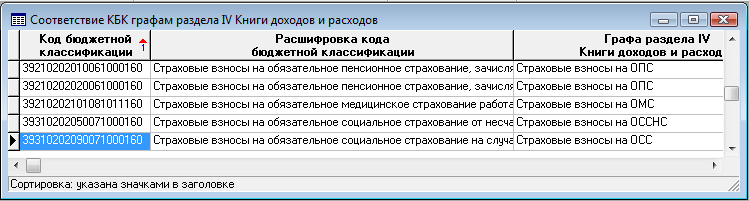 Соответствие КБК графам раздела IV Книги доходов и расходов
Код бюджетной классификации 1 Расшифровка кода бюджетной классификации Графа раздела IV Книги доходов и расход
39210202010061000160 Страховые взносы на обязательное пенсионное страхование, зачисля Страховые взносы на ОПС
39210202020061000160 Страховые взносы на обязательное пенсионное страхование, зачисля Страховые взносы на ОПС
39210202101081011160 Страховые взносы на обязательное медицинское страхование работа Страховые взносы на ОМС
39310202050071000160 Страховые взносы на обязательное социальное страхование от несча Страховые взносы на ОССНС
39310202090071000160 Страховые взносы на обязательное социальное страхование на случа Страховые взносы на ОСС
Сортировка: указана значками в заголовке